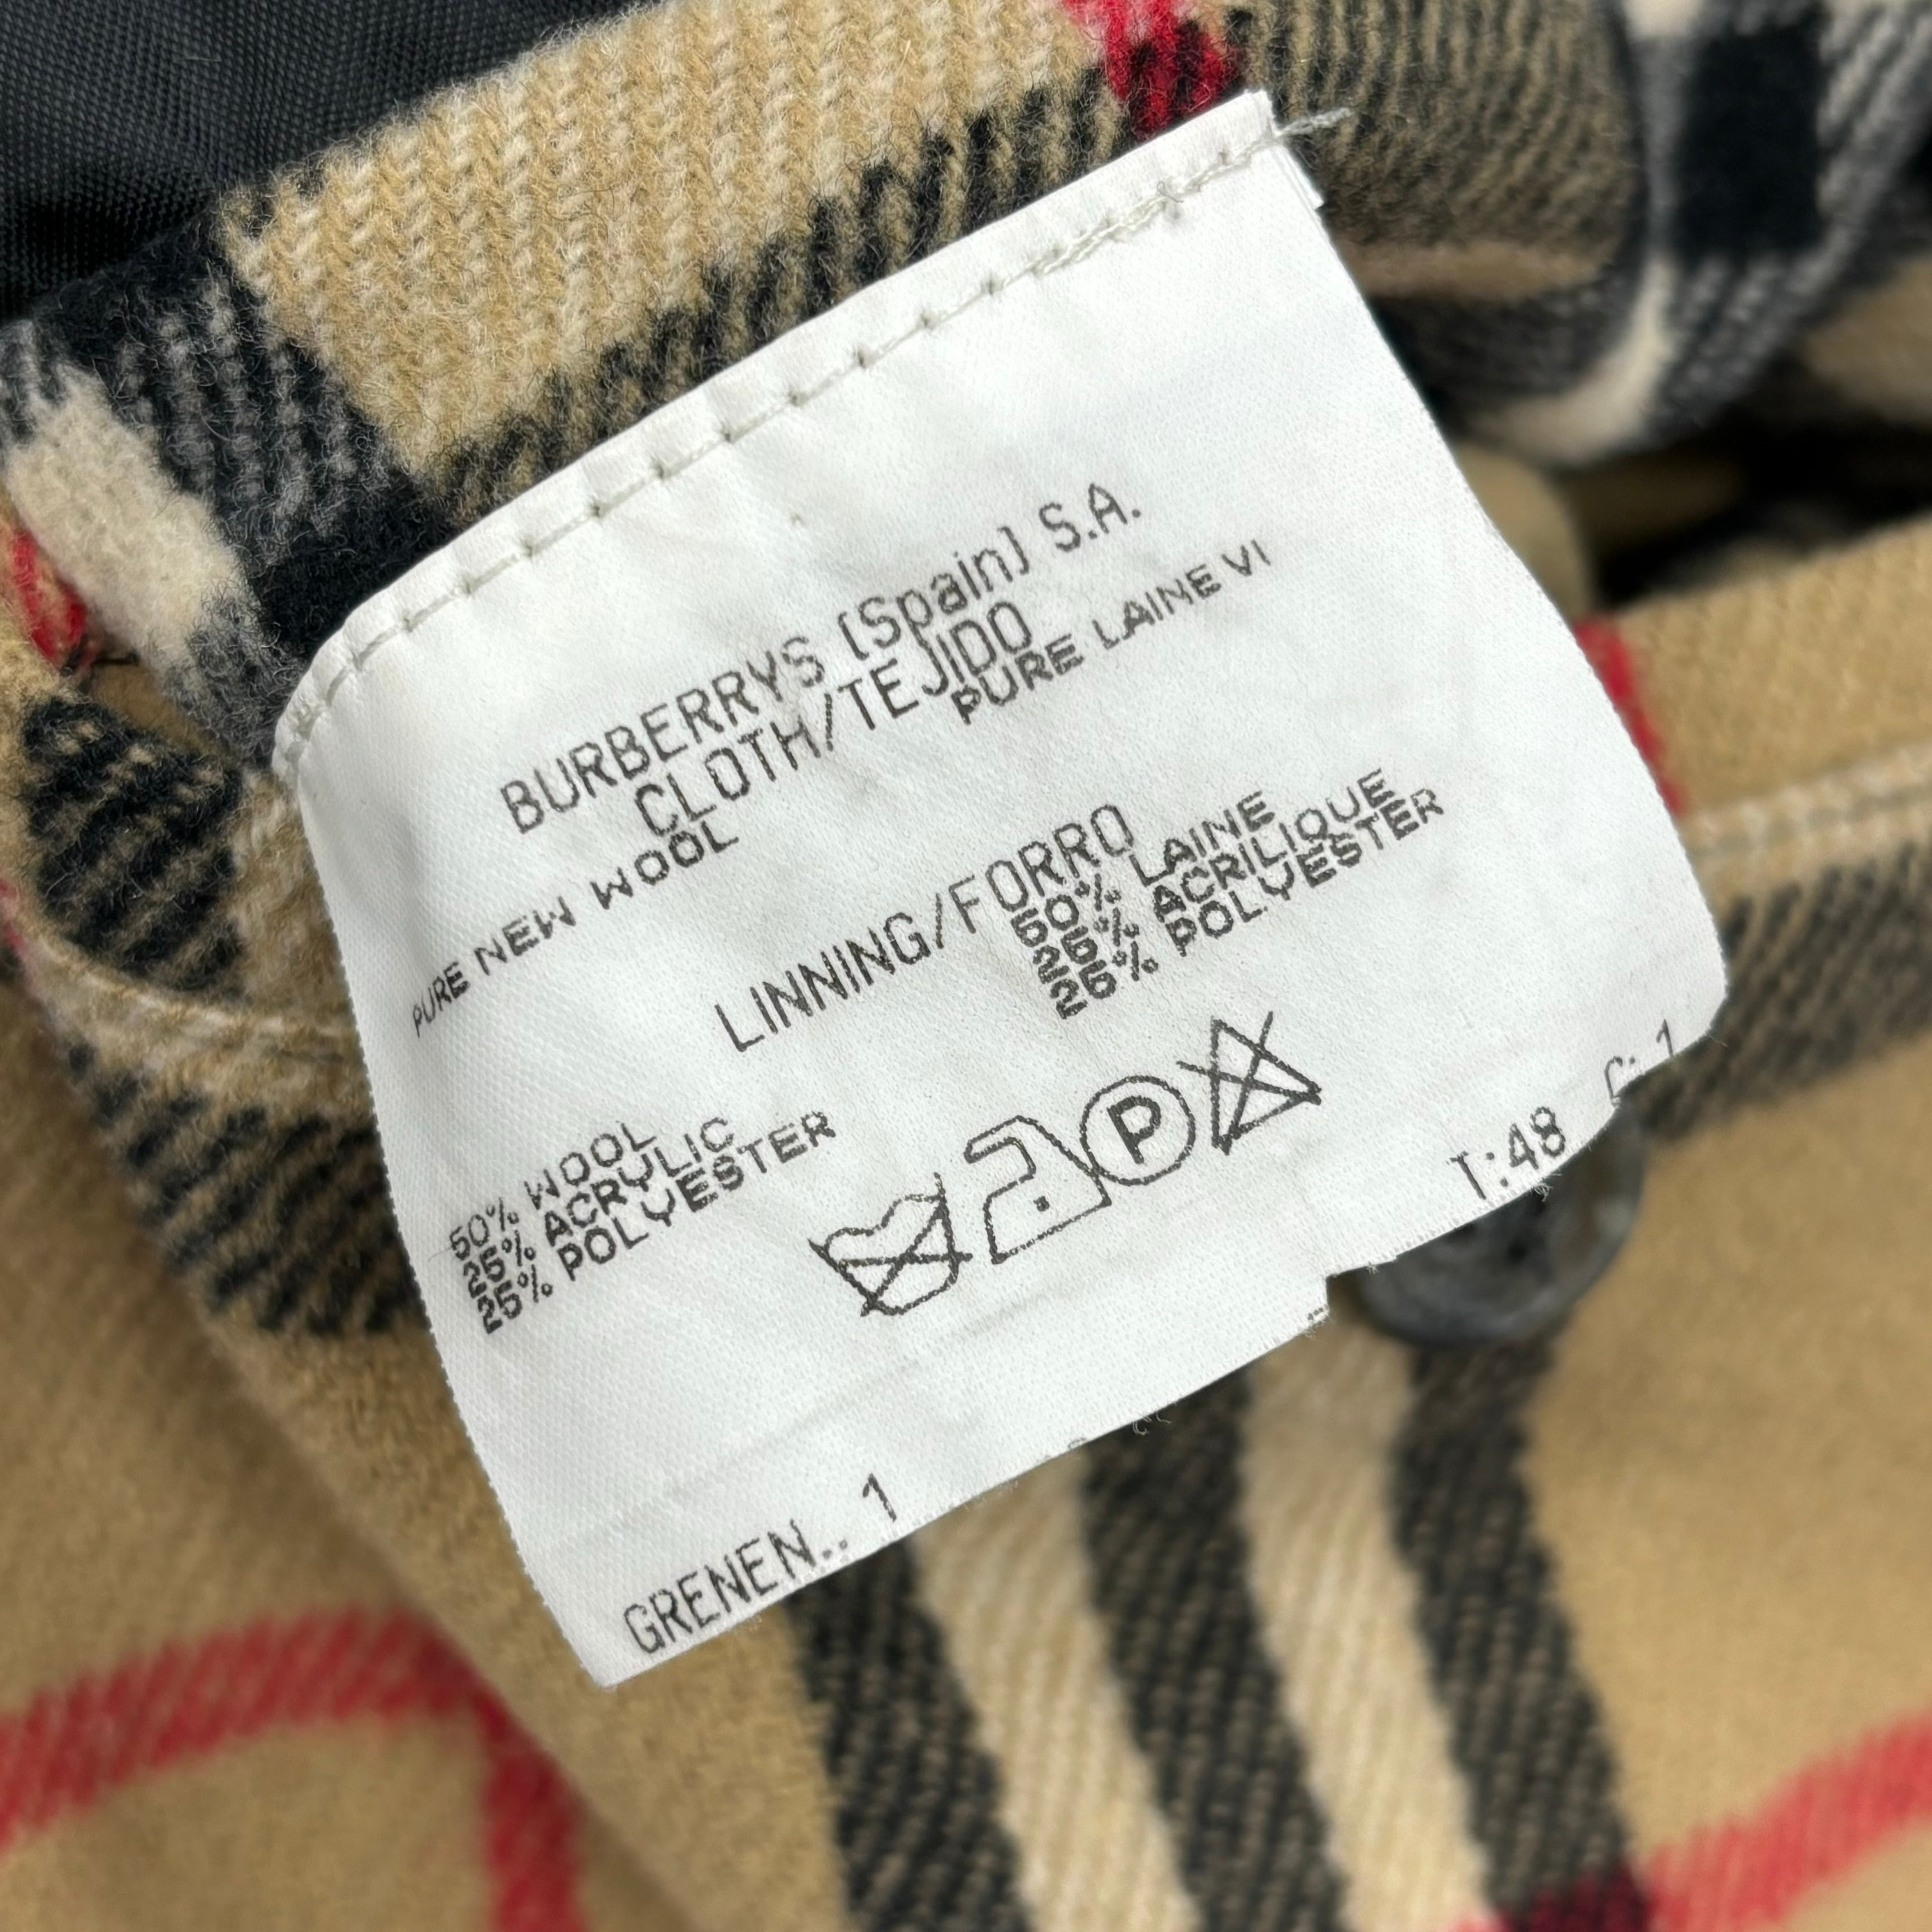 BURBERRYS (Spain) S.A.
CLOTH/TEJIDO
PURE NEW WOOL PURE LAINE VI
LINNING/FORRO
50% WOOL 50% LAINE
25% ACRYLIC 25% ACRILIQUE
25% POLYESTER 25% POLYESTER
P
GRENEN.. 1 T:48 C: 1